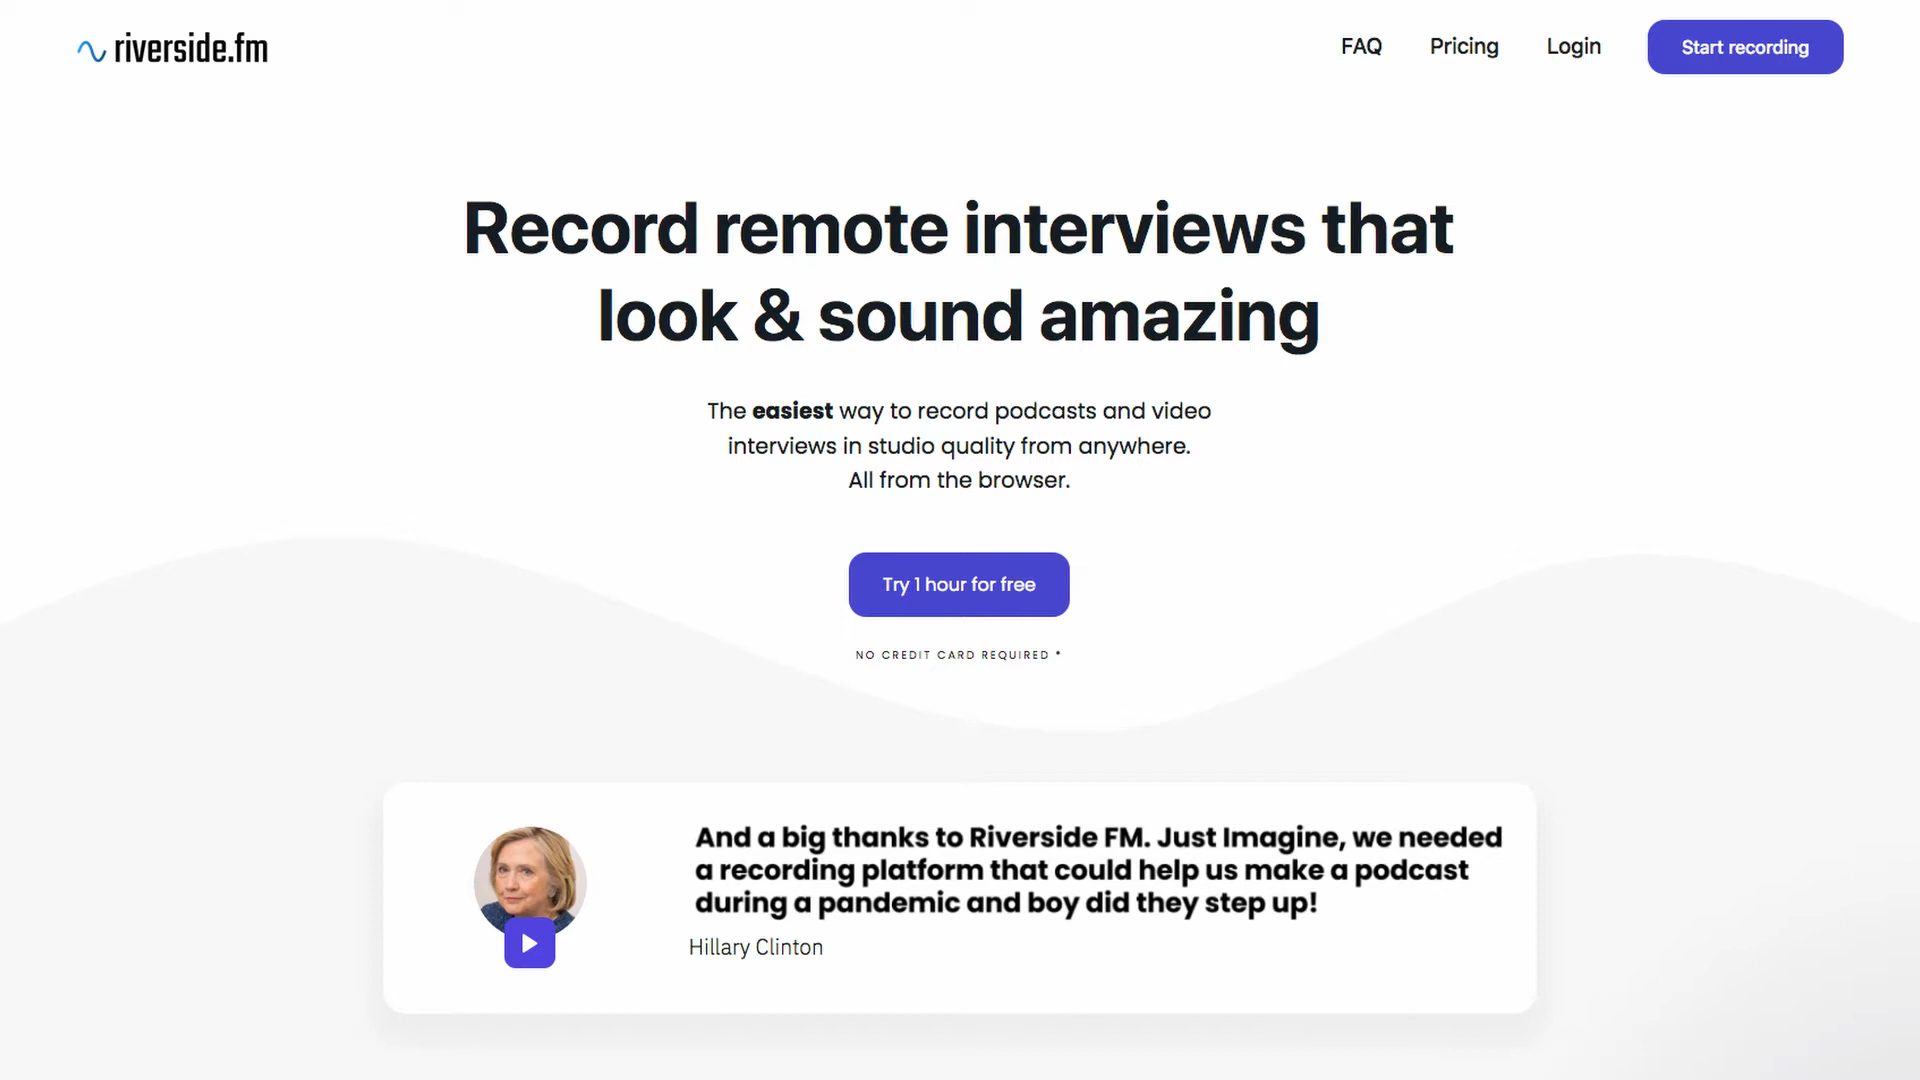 riverside.fm
FAQ
Pricing
Login
Start recording
Record remote interviews that
look & sound amazing
The easiest way to record podcasts and video
interviews in studio quality from anywhere.
All from the browser.
Try 1 hour for free
NO CREDIT CARD REQUIRED *
And a big thanks to Riverside FM. Just Imagine, we needed
a recording platform that could help us make a podcast
during a pandemic and boy did they step up!
Hillary Clinton